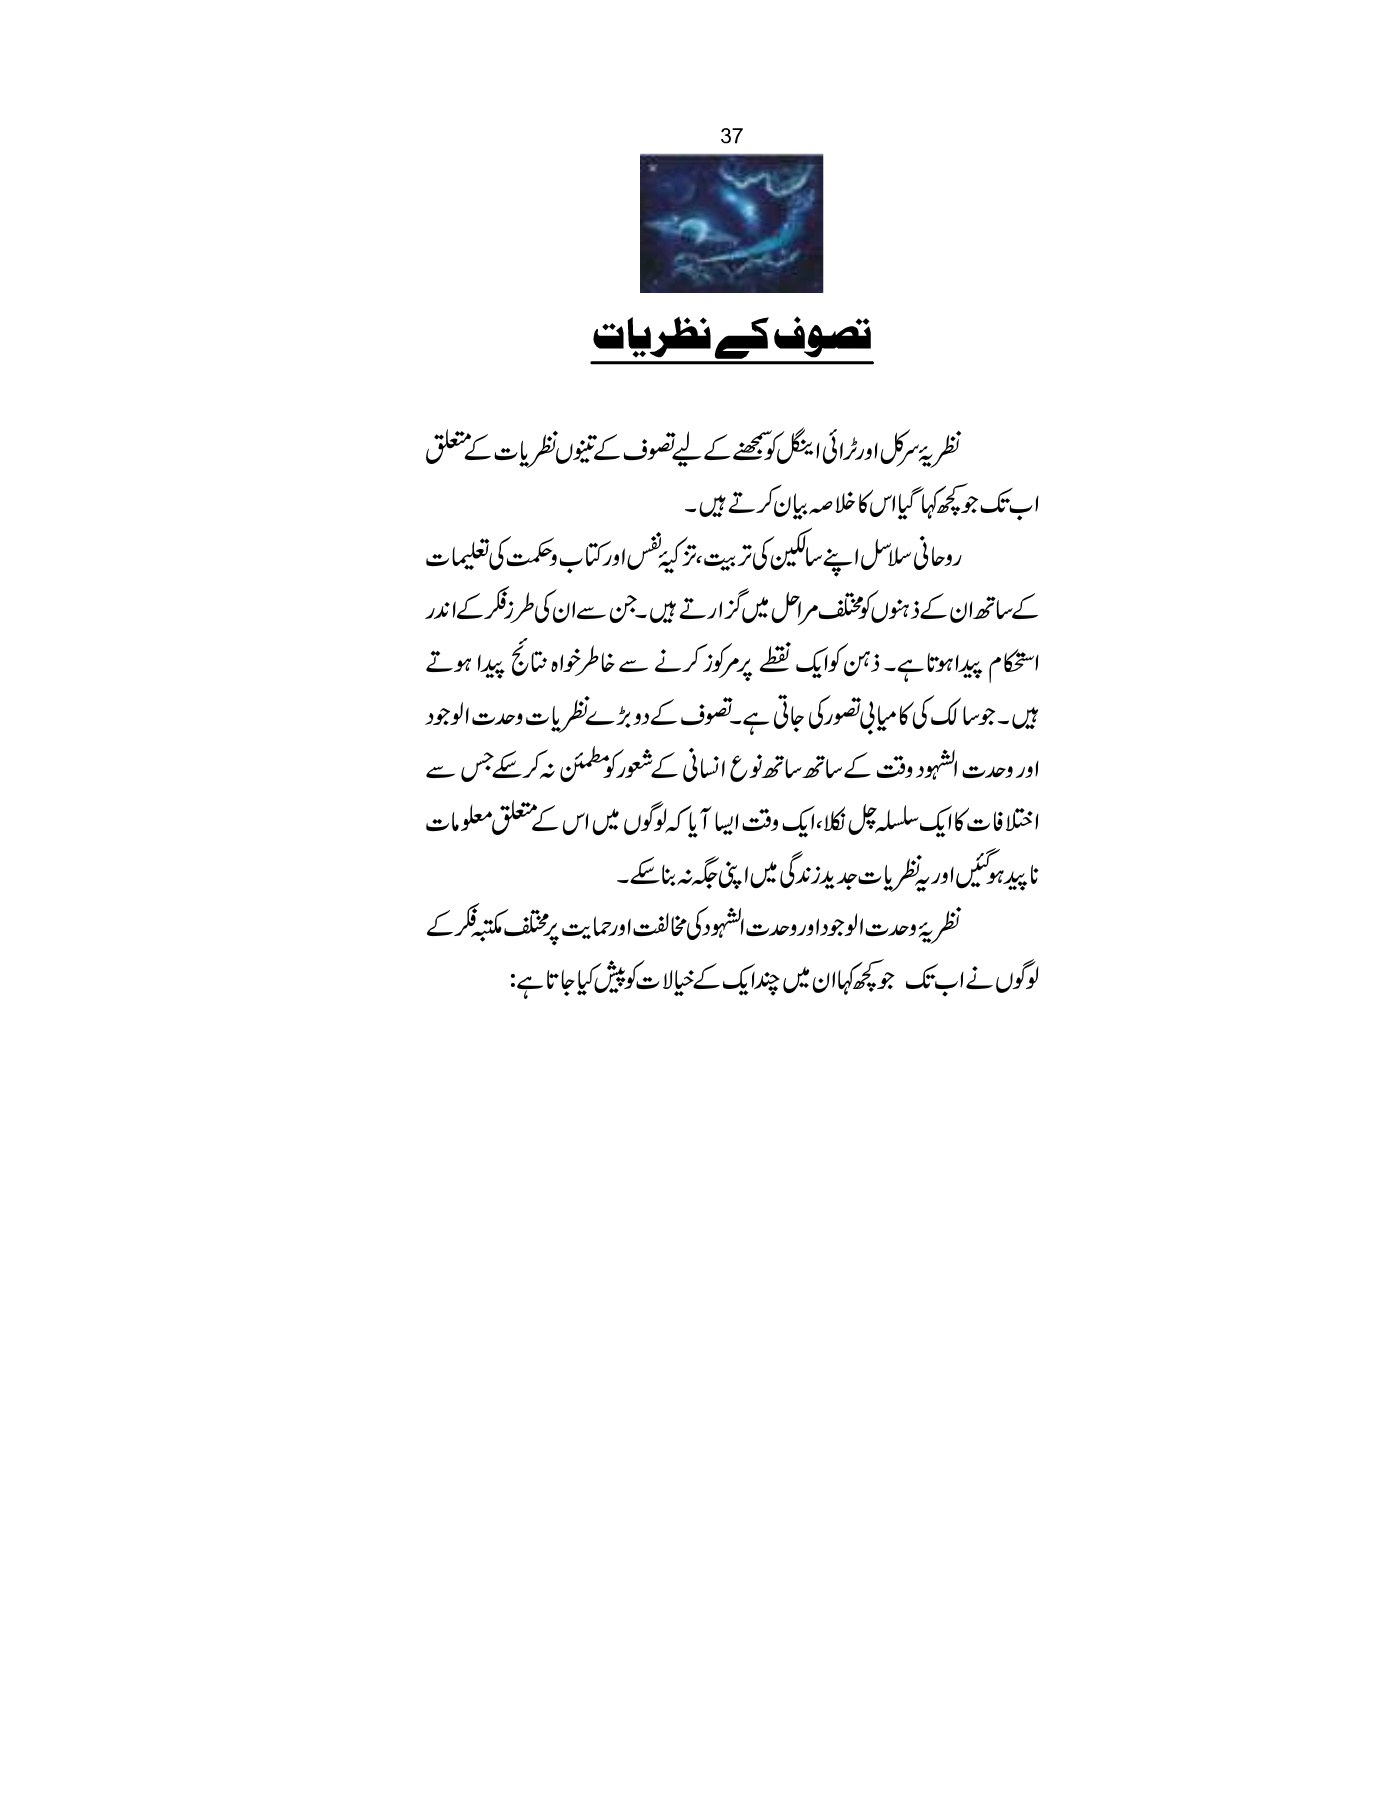 37
تصوف کے نظریات
نظریۂ سرکل اور ٹرائی اینگل کو سمجھنے کے لیے تصوف کے تینوں نظریات کے متعلق
اب تک جو کچھ کہا گیا اس کا خلاصہ بیان کرتے ہیں۔
روحانی سلاسل اپنے سالکین کی تربیت، تزکیۂ نفس اور کتاب و حکمت کی تعلیمات
کے ساتھ ان کے ذہنوں کو مختلف مراحل میں گزارتے ہیں۔ جن سے ان کی طرز فکر کے اندر
استحکام پیدا ہوتا ہے۔ ذہن کو ایک نقطے پر مرکوز کرنے سے خاطر خواہ نتائج پیدا ہوتے
ہیں۔ جو سالک کی کامیابی تصور کی جاتی ہے۔ تصوف کے دو بڑے نظریات وحدت الوجود
اور وحدت الشہود وقت کے ساتھ ساتھ نوع انسانی کے شعور کو مطمئن نہ کر سکے جس سے
اختلافات کا ایک سلسلہ چل نکلا، ایک وقت ایسا آیا کہ لوگوں میں اس کے متعلق معلومات
ناپید ہو گئیں اور یہ نظریات جدید زندگی میں اپنی جگہ نہ بنا سکے۔
نظریۂ وحدت الوجود اور وحدت الشہود کی مخالفت اور حمایت پر مختلف مکتبہ فکر کے
لوگوں نے اب تک جو کچھ کہا ان میں چند ایک کے خیالات کو پیش کیا جاتا ہے: